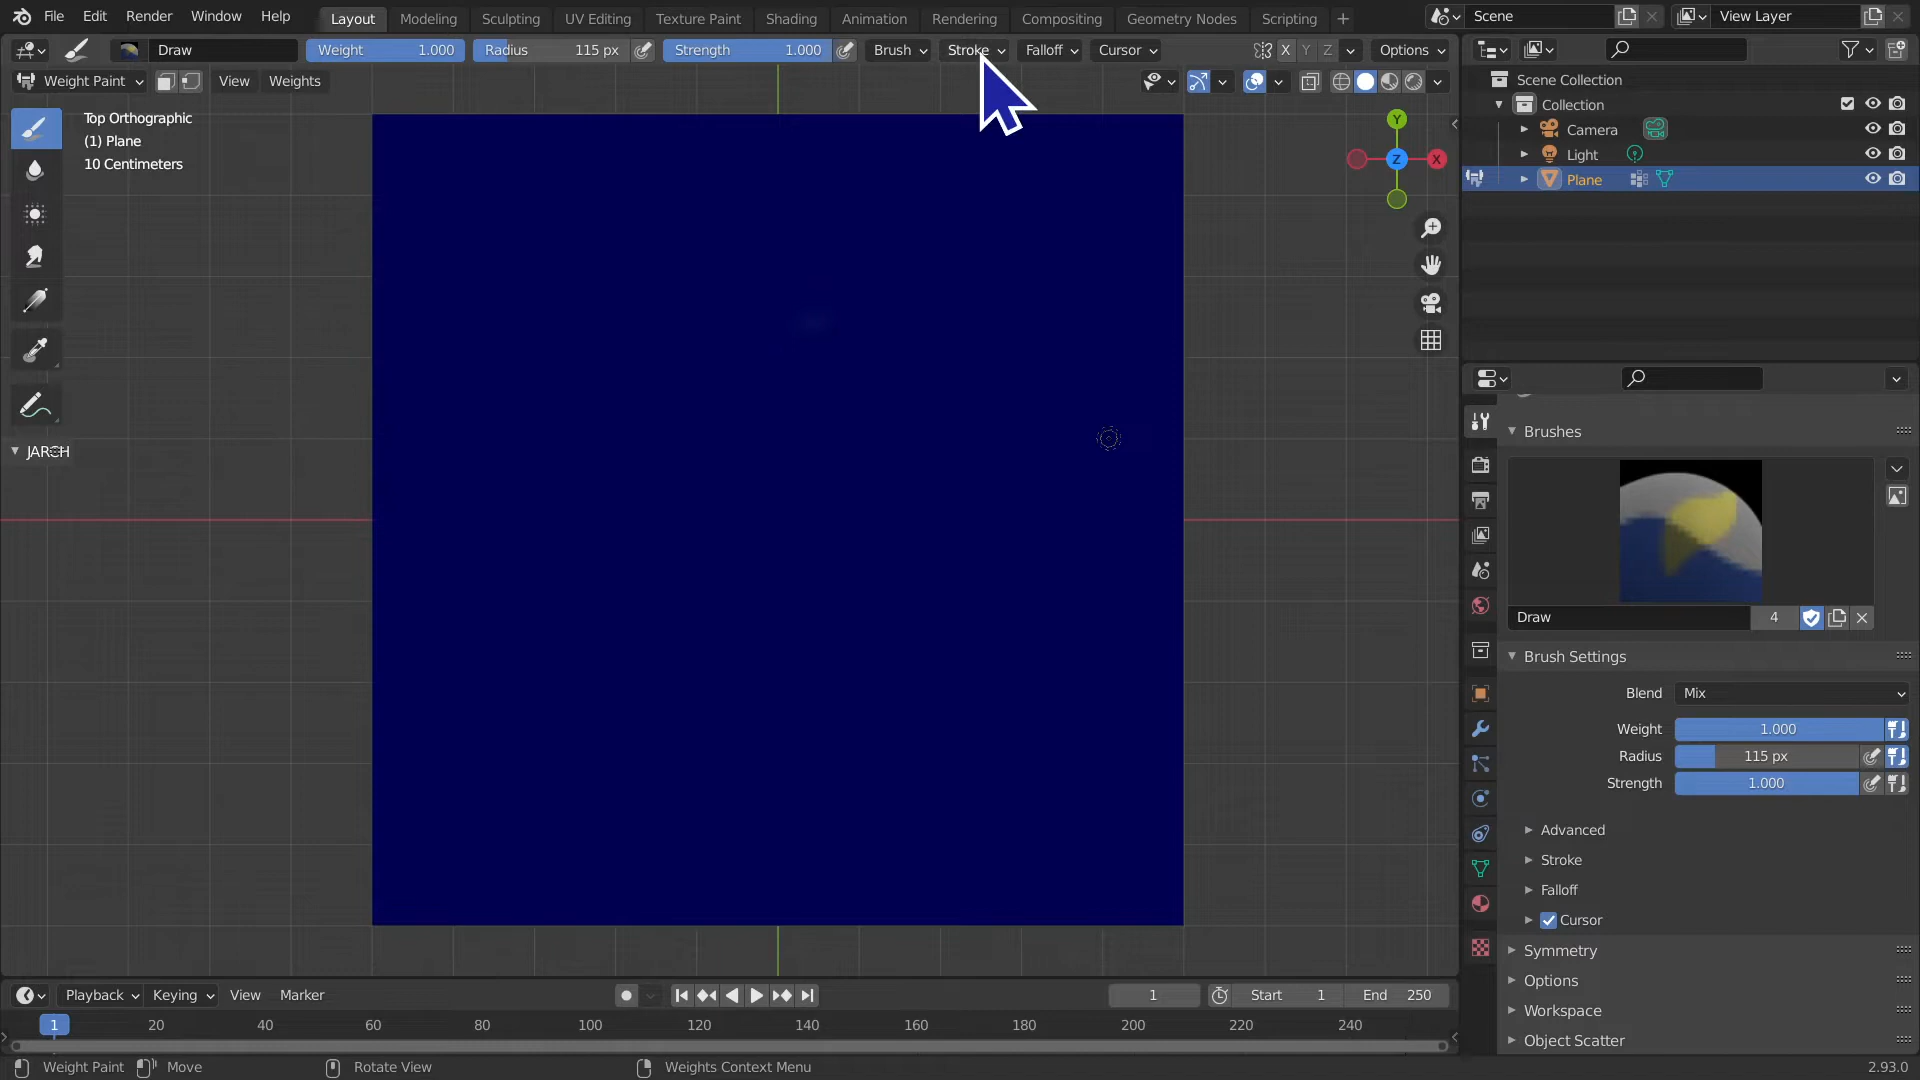 File Edit Render Window Help Layout Modeling Sculpting UV Editing Texture Paint Shading Animation Rendering Compositing Geometry Nodes Scripting Scene View Layer
Draw Weight 1.000 Radius 115 px Strength 1.000 Brush Stroke Falloff Cursor X Y Z Options
Weight Paint View Weights
Top Orthographic
(1) Plane
10 Centimeters
JARCH
Y
Z X
Scene Collection
Collection
Camera
Light
Plane
Brushes
Draw 4
Brush Settings
Blend Mix
Weight 1.000
Radius 115 px
Strength 1.000
Advanced
Stroke
Falloff
Cursor
Symmetry
Options
Workspace
Object Scatter
Playback Keying View Marker 1 Start 1 End 250
1 20 40 60 80 100 120 140 160 180 200 220 240
Weight Paint Move Rotate View Weights Context Menu 2.93.0